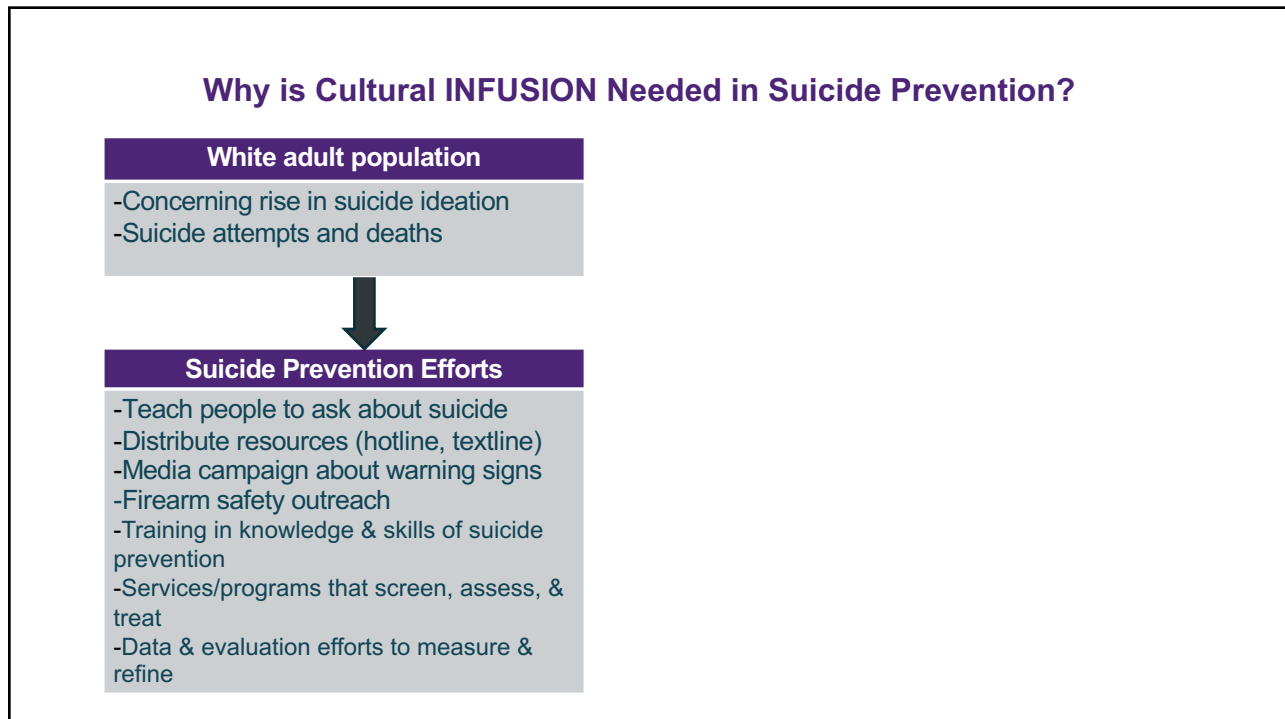 Why is Cultural INFUSION Needed in Suicide Prevention?
White adult population
-Concerning rise in suicide ideation
-Suicide attempts and deaths
Suicide Prevention Efforts
-Teach people to ask about suicide
-Distribute resources (hotline, textline)
-Media campaign about warning signs
-Firearm safety outreach
-Training in knowledge & skills of suicide
prevention
-Services/programs that screen, assess, &
treat
-Data & evaluation efforts to measure &
refine